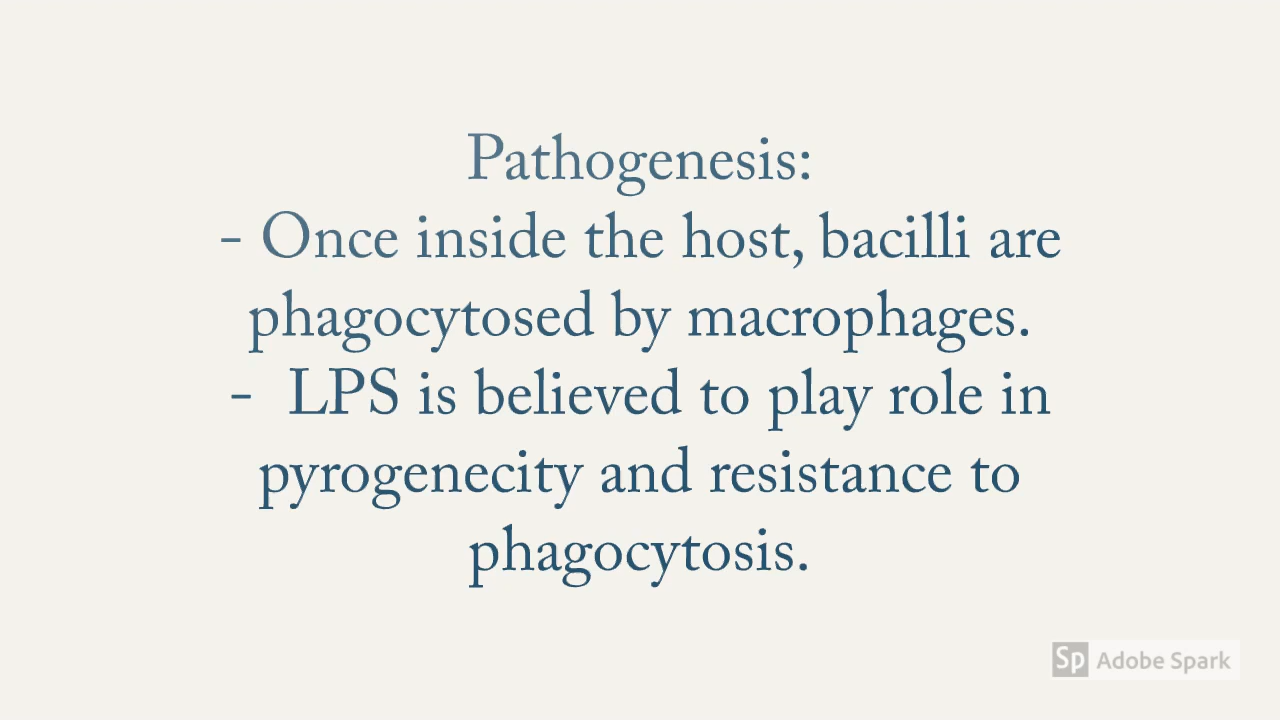 Pathogenesis:
- Once inside the host, bacilli are
phagocytosed by macrophages.
- LPS is believed to play role in
pyrogenecity and resistance to
phagocytosis.
Sp Adobe Spark